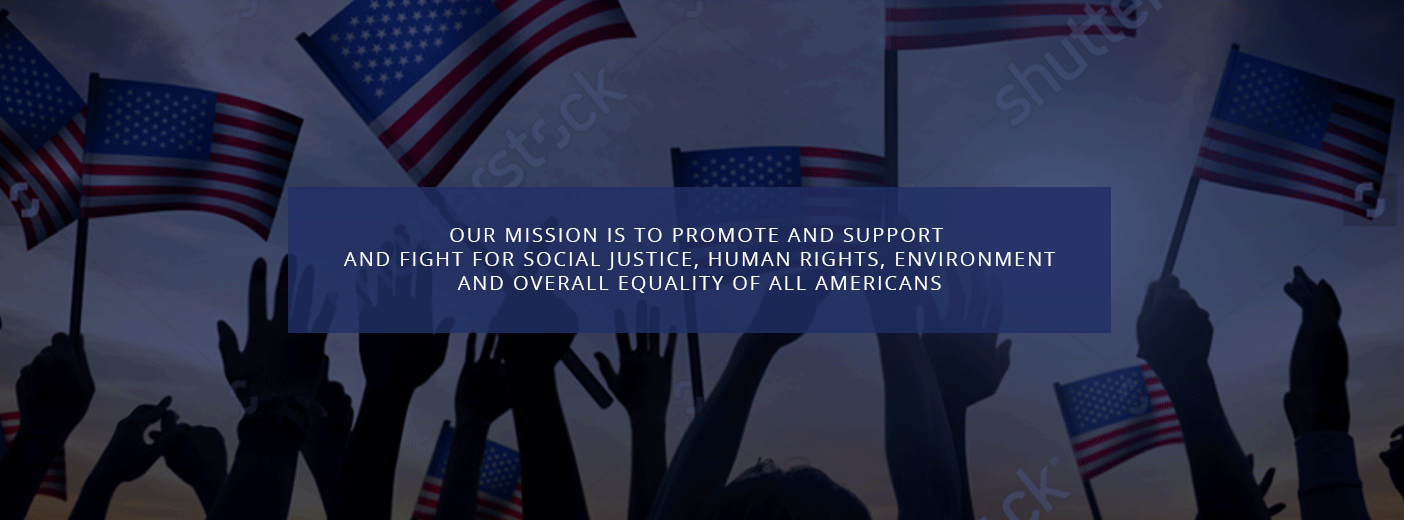 OUR MISSION IS TO PROMOTE AND SUPPORT
AND FIGHT FOR SOCIAL JUSTICE, HUMAN RIGHTS, ENVIRONMENT
AND OVERALL EQUALITY OF ALL AMERICANS